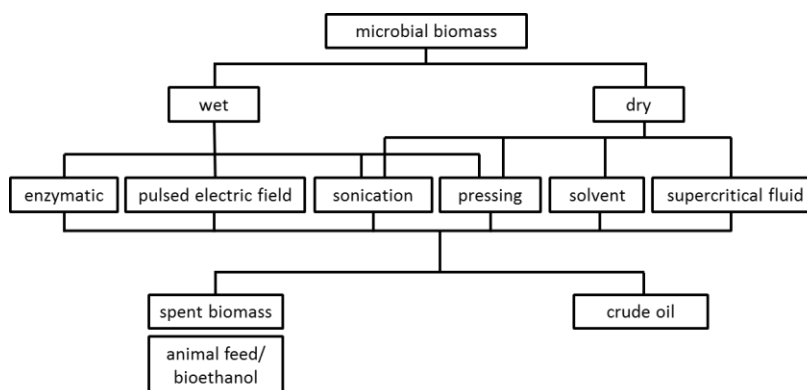 microbial biomass
wet
dry
enzymatic
pulsed electric field
sonication
pressing
solvent
supercritical fluid
spent biomass
crude oil
animal feed/
bioethanol